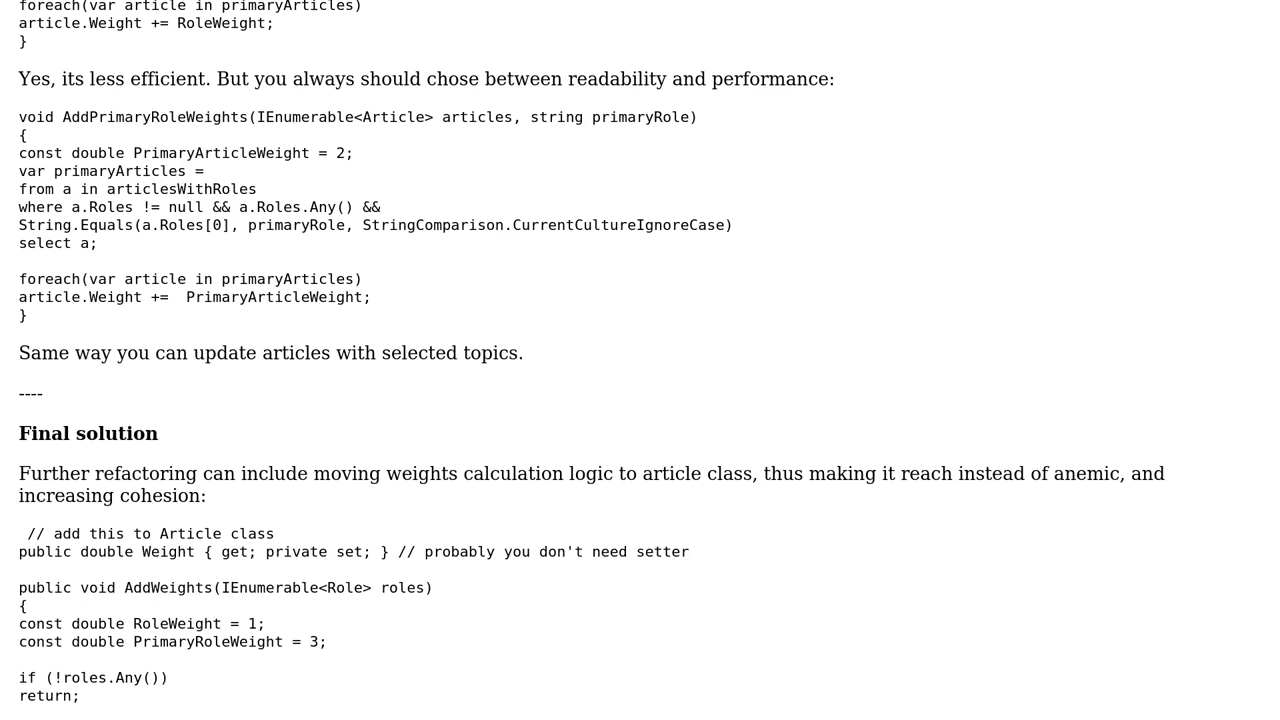 foreach(var article in primaryArticles)
article.Weight += RoleWeight;
}
Yes, its less efficient. But you always should chose between readability and performance:
void AddPrimaryRoleWeights(IEnumerable<Article> articles, string primaryRole)
{
const double PrimaryArticleWeight = 2;
var primaryArticles =
from a in articlesWithRoles
where a.Roles != null && a.Roles.Any() &&
String.Equals(a.Roles[0], primaryRole, StringComparison.CurrentCultureIgnoreCase)
select a;
foreach(var article in primaryArticles)
article.Weight +=  PrimaryArticleWeight;
}
Same way you can update articles with selected topics.
----
Final solution
Further refactoring can include moving weights calculation logic to article class, thus making it reach instead of anemic, and
increasing cohesion:
// add this to Article class
public double Weight { get; private set; } // probably you don't need setter
public void AddWeights(IEnumerable<Role> roles)
{
const double RoleWeight = 1;
const double PrimaryRoleWeight = 3;
if (!roles.Any())
return;